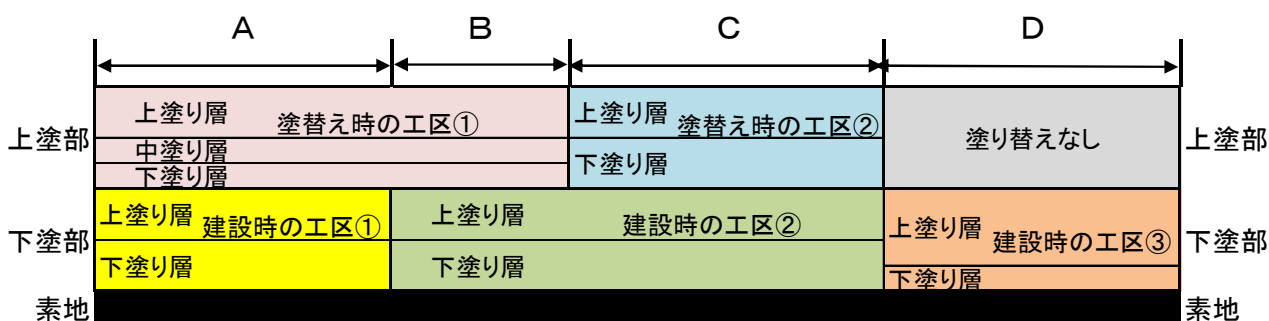 A B C D
上塗部 上塗り層 塗替え時の工区① 上塗り層 塗替え時の工区② 塗り替えなし 上塗部
中塗り層
下塗り層 下塗り層
下塗部 上塗り層 建設時の工区① 上塗り層 建設時の工区② 上塗り層 建設時の工区③ 下塗部
下塗り層 下塗り層 下塗り層
素地 素地